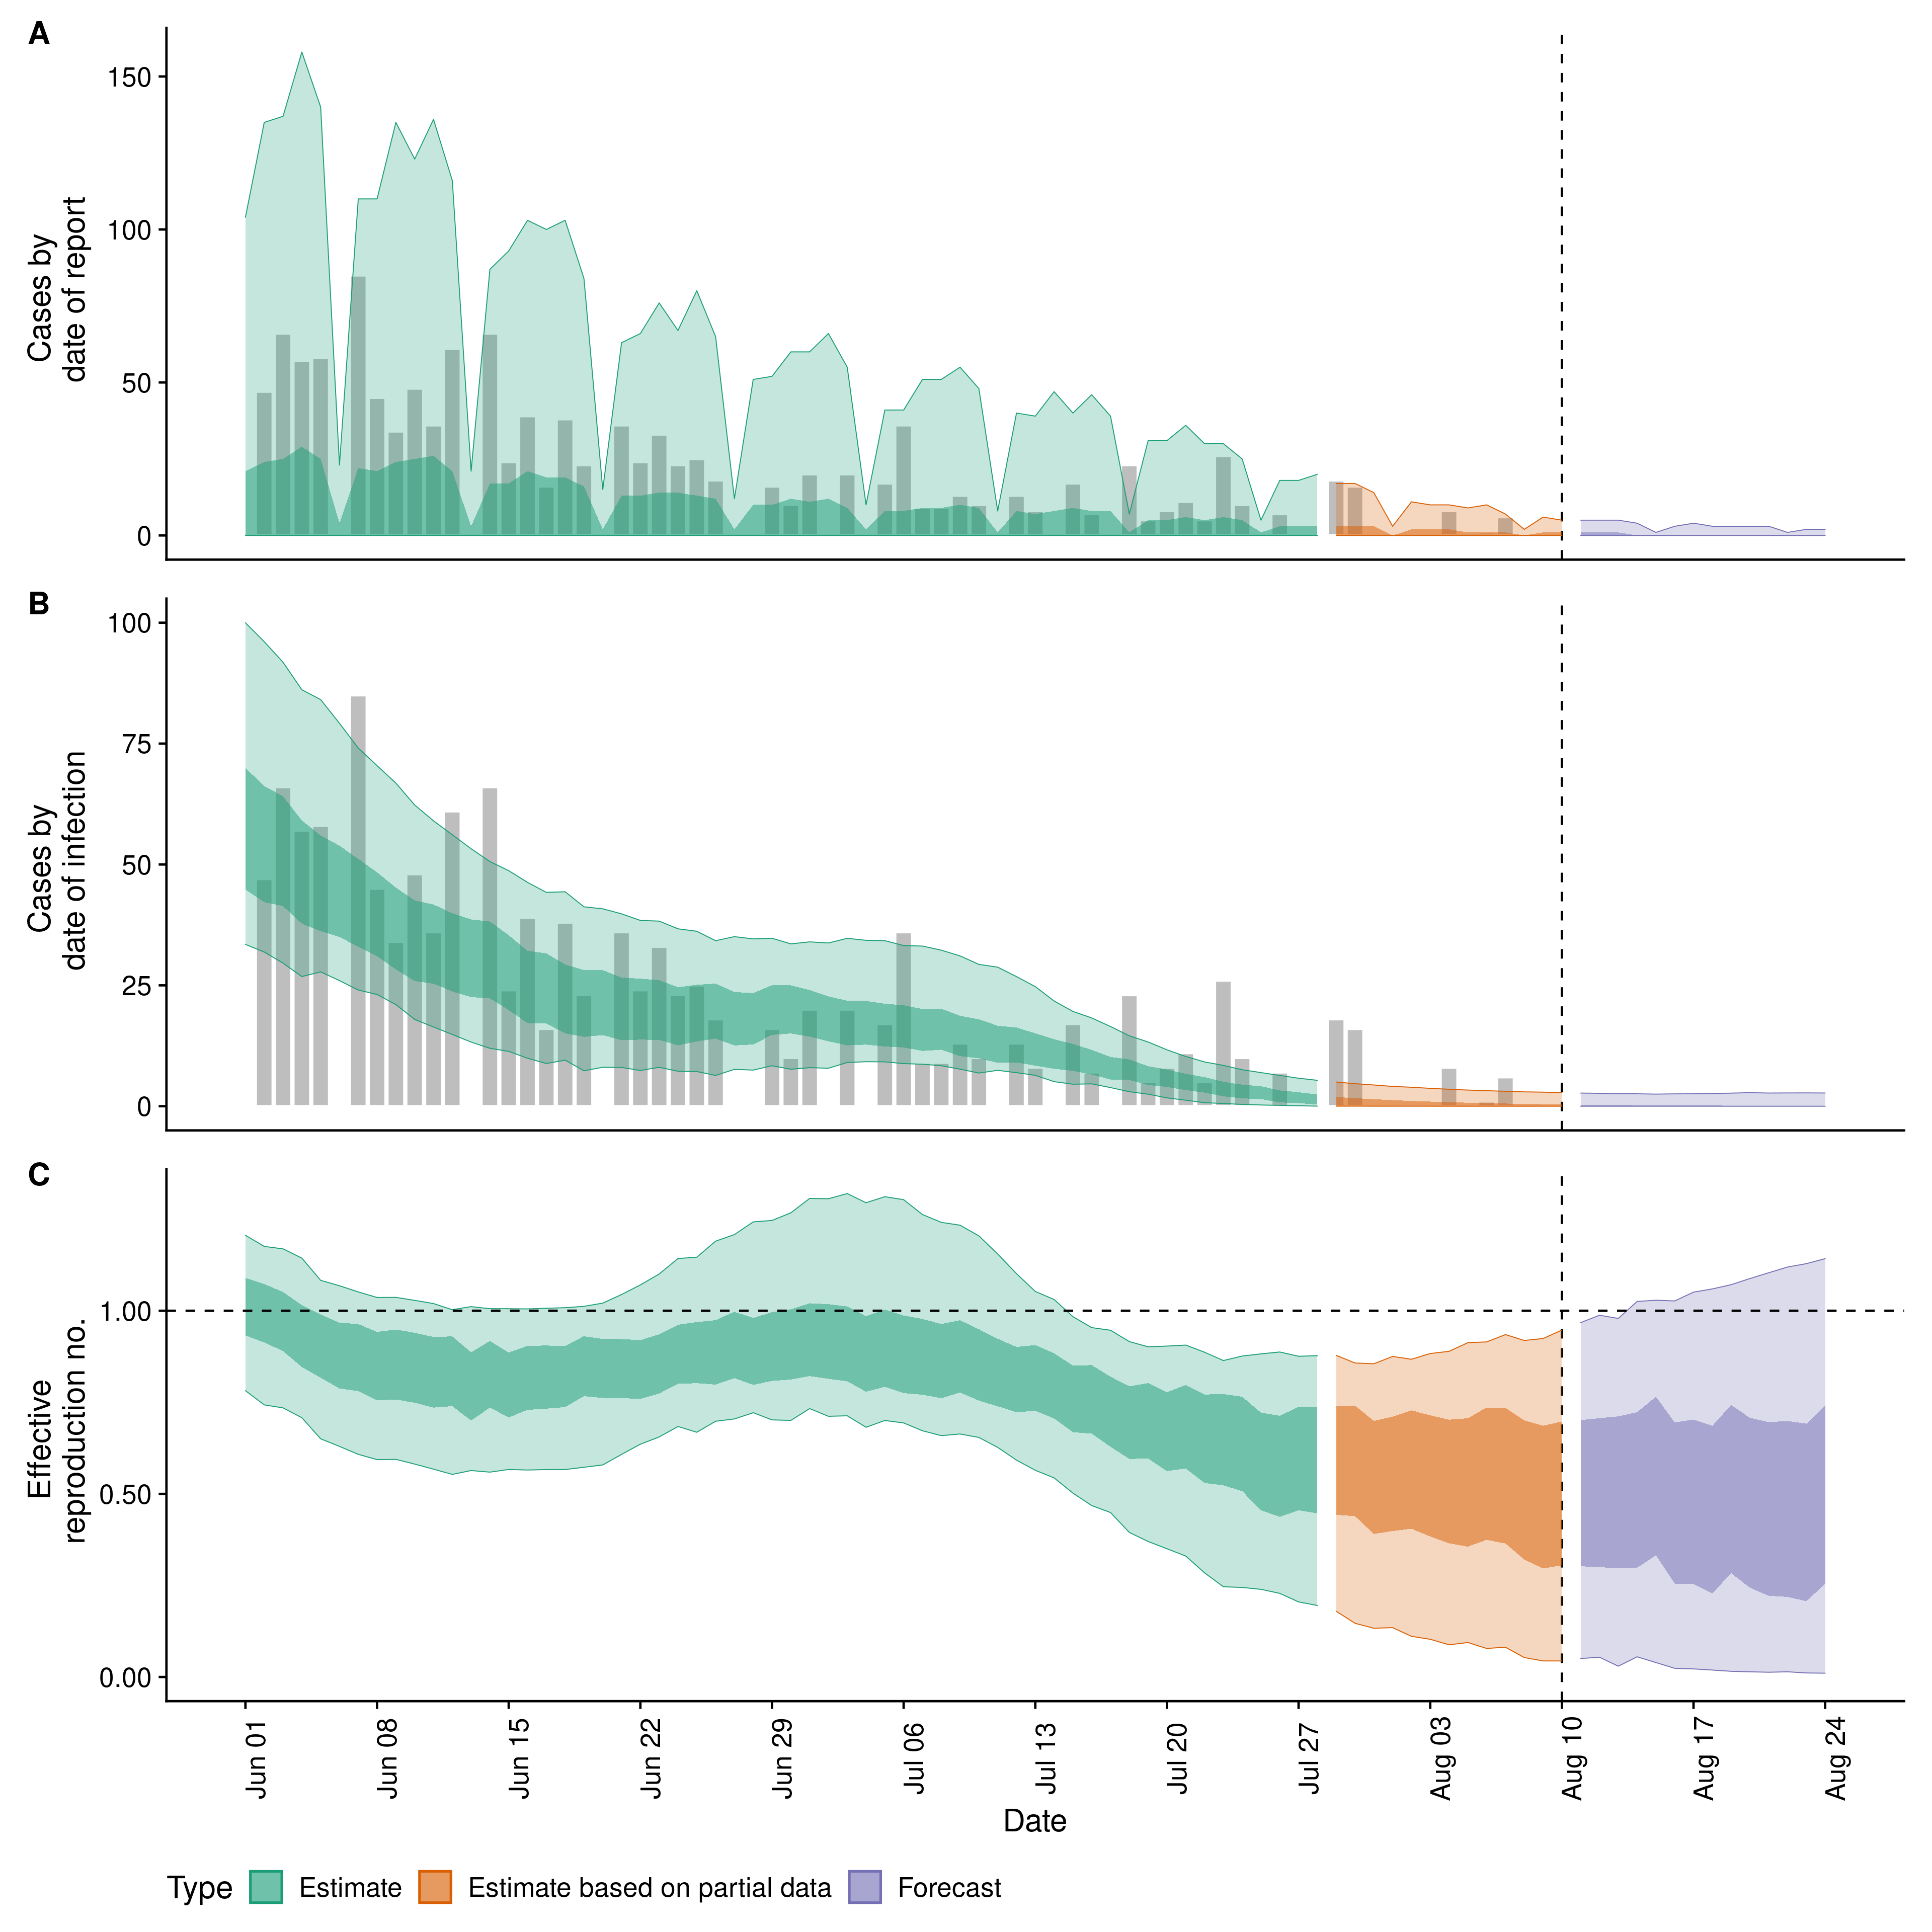 A
Cases by
date of report
150
100
50
0
B
Cases by
date of infection
100
75
50
25
0
C
Effective
reproduction no.
1.00
0.50
0.00
Jun 01
Jun 08
Jun 15
Jun 22
Jun 29
Jul 06
Jul 13
Jul 20
Jul 27
Aug 03
Aug 10
Aug 17
Aug 24
Date
Type Estimate Estimate based on partial data Forecast